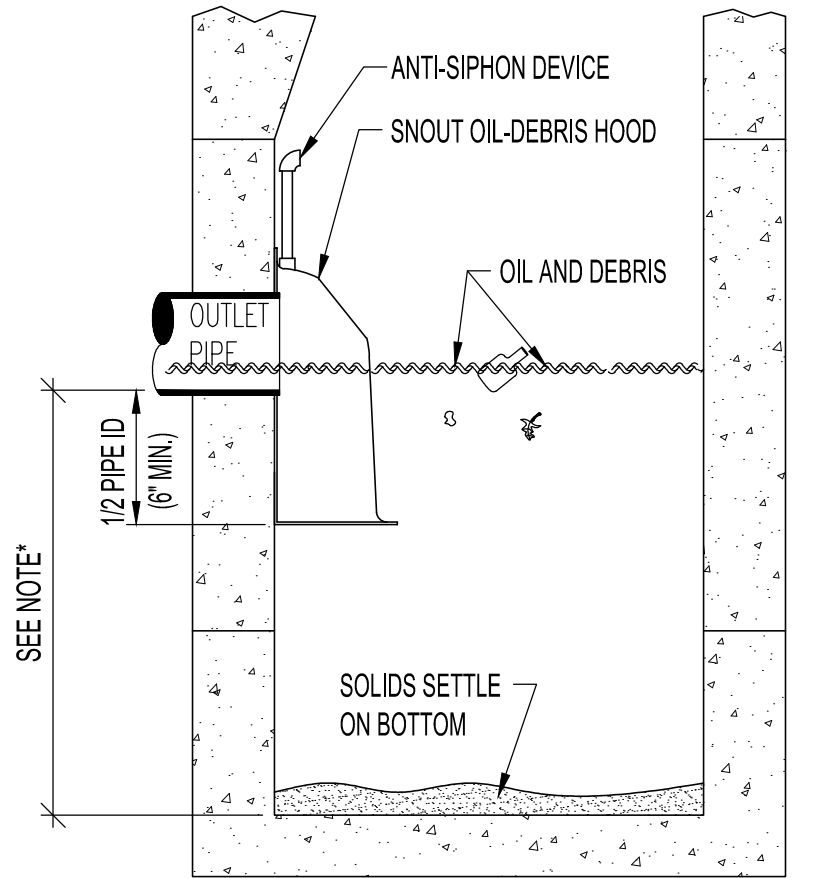 ANTI-SIPHON DEVICE
SNOUT OIL-DEBRIS HOOD
OIL AND DEBRIS
OUTLET
PIPE
1/2 PIPE ID
(6" MIN.)
SEE NOTE*
SOLIDS SETTLE
ON BOTTOM